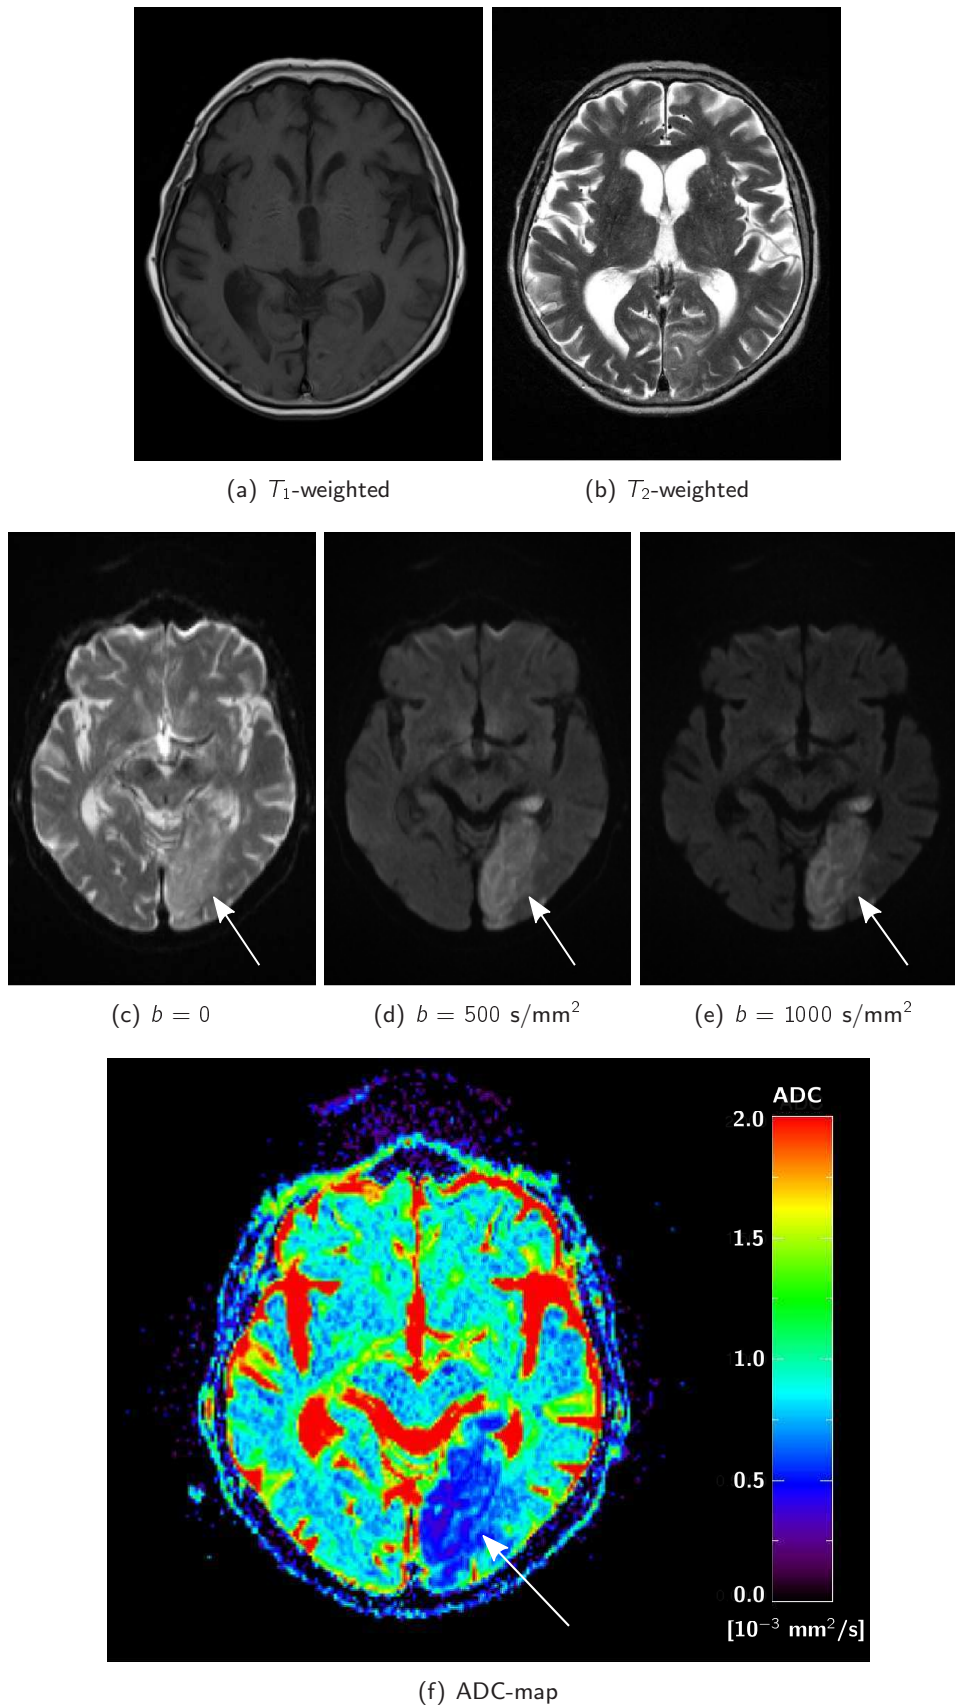 (a) T₁-weighted
(b) T₂-weighted
(c) b = 0
(d) b = 500 s/mm²
(e) b = 1000 s/mm²
ADC
2.0
1.5
1.0
0.5
0.0
[10⁻³ mm²/s]
(f) ADC-map